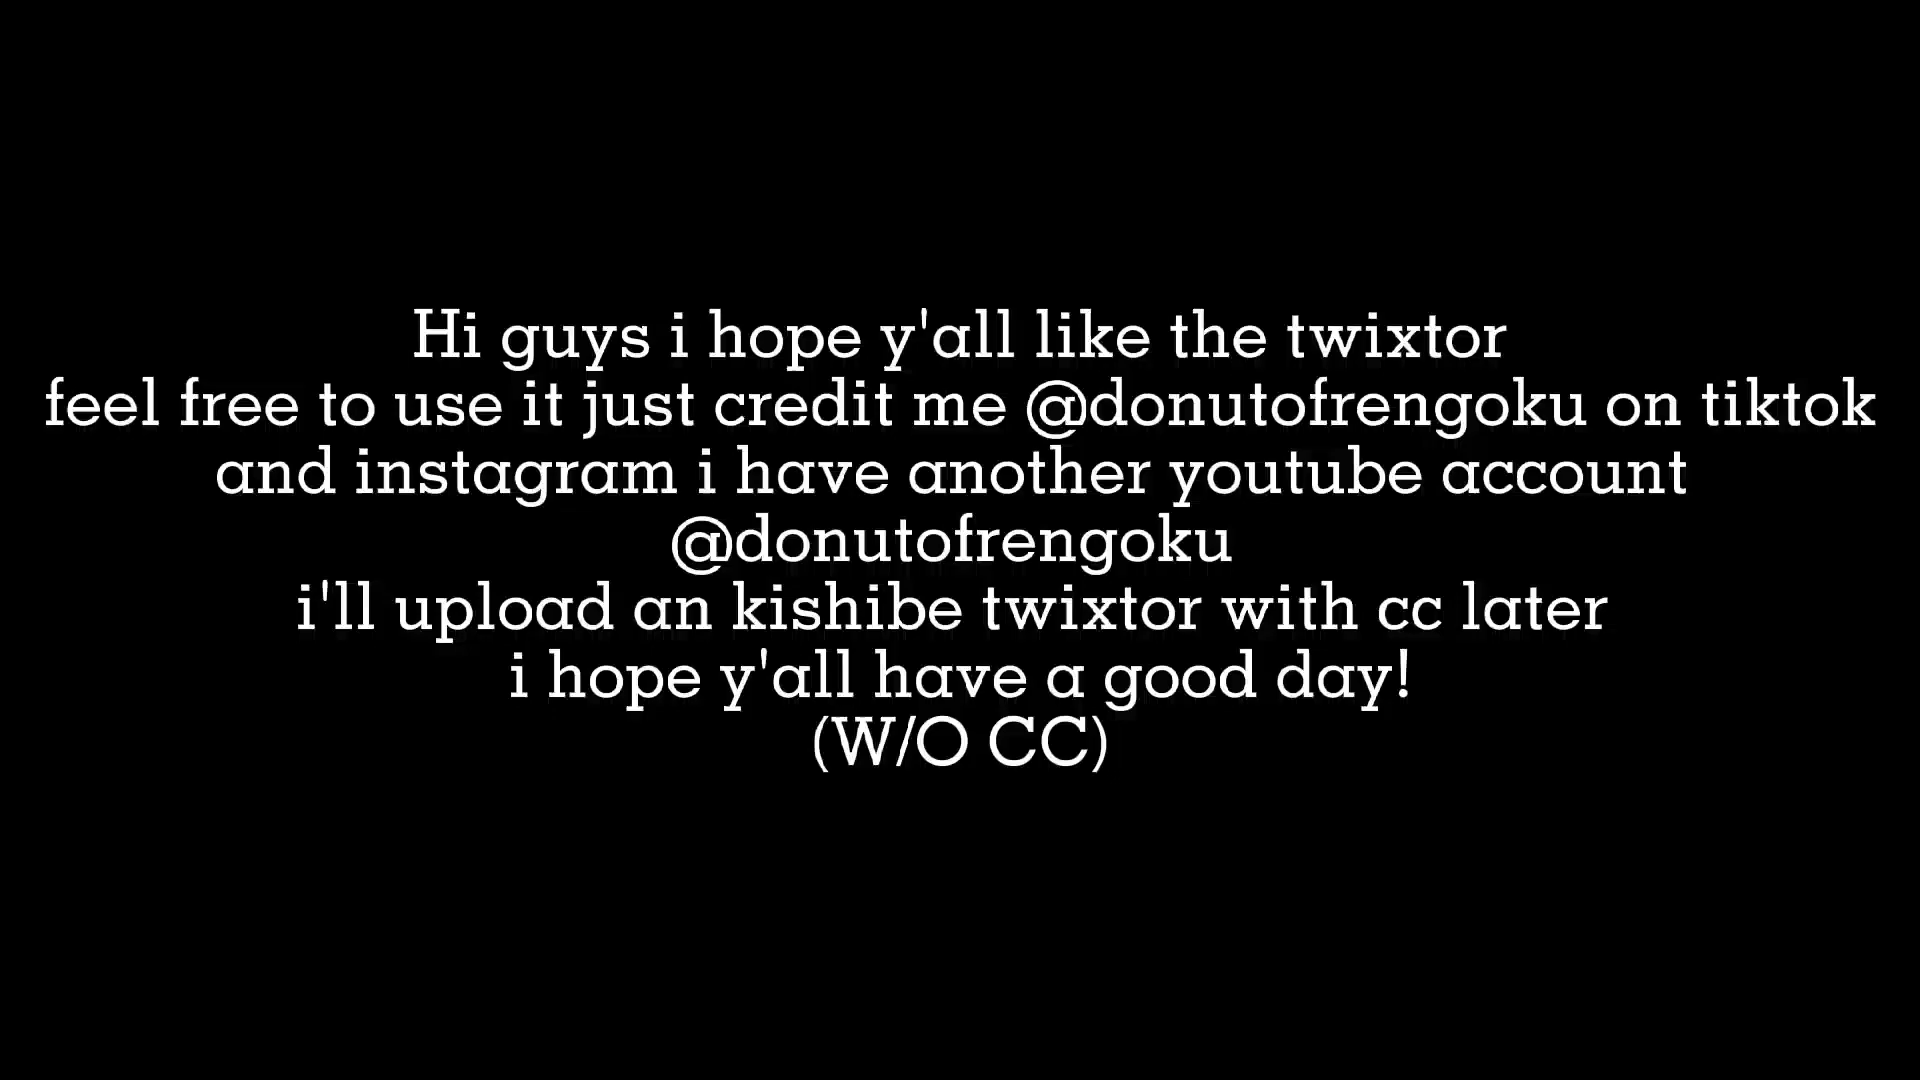 Hi guys i hope y'all like the twixtor
feel free to use it just credit me @donutofrengoku on tiktok
and instagram i have another youtube account
@donutofrengoku
i'll upload an kishibe twixtor with cc later
i hope y'all have a good day!
(W/O CC)